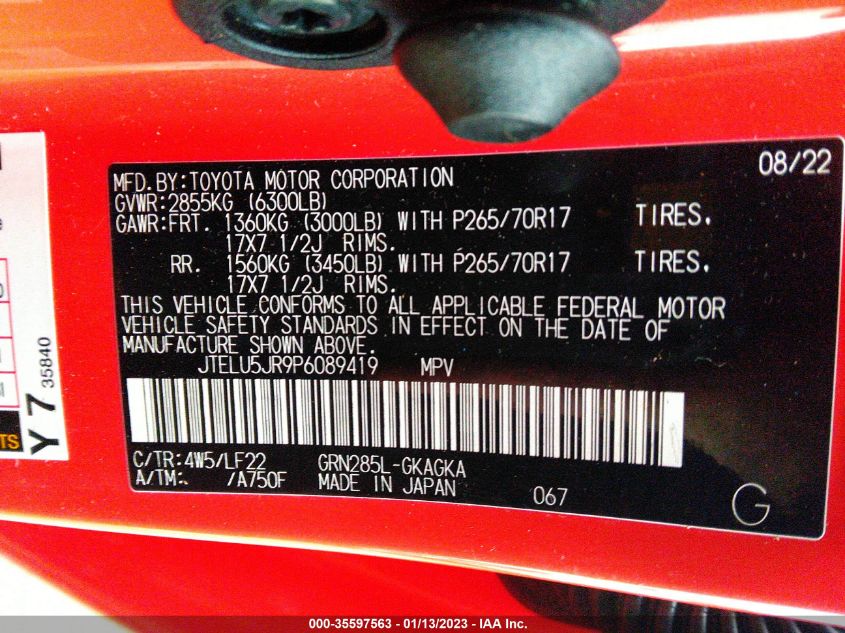 08/22
MFD.BY:TOYOTA MOTOR CORPORATION
GVWR:2855KG (6300LB)
GAWR:FRT. 1360KG (3000LB) WITH P265/70R17 TIRES.
17X7 1/2J RIMS.
RR. 1560KG (3450LB) WITH P265/70R17 TIRES.
17X7 1/2J RIMS.
THIS VEHICLE CONFORMS TO ALL APPLICABLE FEDERAL MOTOR
VEHICLE SAFETY STANDARDS IN EFFECT ON THE DATE OF
MANUFACTURE SHOWN ABOVE.
JTELU5JR9P6089419 MPV
C/TR:4W5/LF22 GRN285L-GKAGKA
A/TM: /A750F MADE IN JAPAN 067
G
Y 7 35840
000-35597563 - 01/13/2023 - IAA Inc.